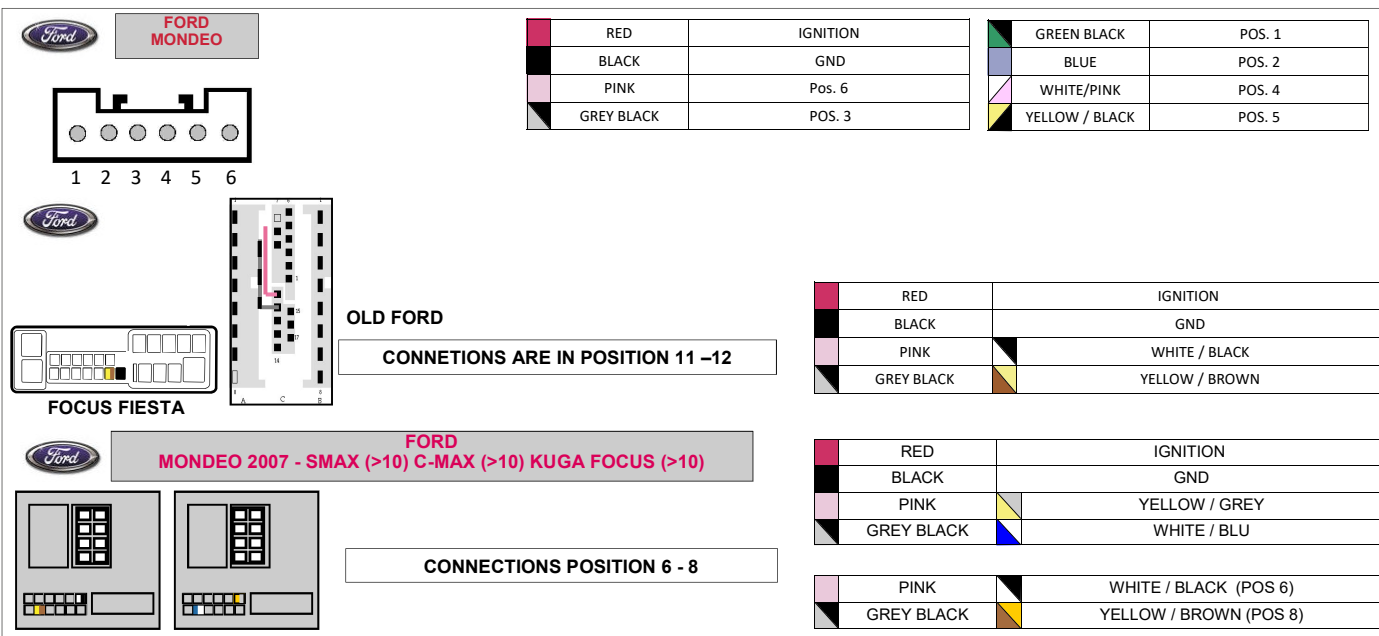 Ford
FORD
MONDEO
RED IGNITION
BLACK GND
PINK Pos. 6
GREY BLACK POS. 3
GREEN BLACK POS. 1
BLUE POS. 2
WHITE/PINK POS. 4
YELLOW / BLACK POS. 5
1 2 3 4 5 6
Ford
1
15
17
14
A C B
OLD FORD
CONNETIONS ARE IN POSITION 11 –12
FOCUS FIESTA
RED IGNITION
BLACK GND
PINK WHITE / BLACK
GREY BLACK YELLOW / BROWN
Ford
FORD
MONDEO 2007 - SMAX (>10) C-MAX (>10) KUGA FOCUS (>10)
CONNECTIONS POSITION 6 - 8
RED IGNITION
BLACK GND
PINK YELLOW / GREY
GREY BLACK WHITE / BLU
PINK WHITE / BLACK (POS 6)
GREY BLACK YELLOW / BROWN (POS 8)